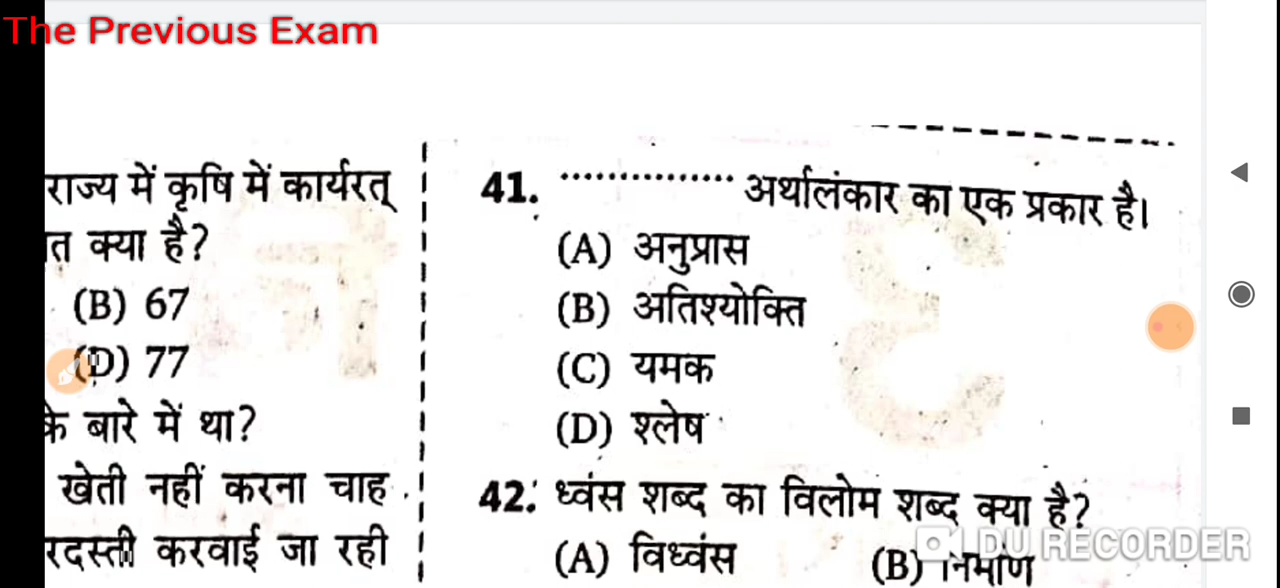 The Previous Exam
राज्य में कृषि में कार्यरत्
त क्या है?
(B) 67
(D) 77
के बारे में था?
खेती नहीं करना चाह
रदस्ती करवाई जा रही
41. ............... अर्थालंकार का एक प्रकार है।
(A) अनुप्रास
(B) अतिश्योक्ति
(C) यमक
(D) श्लेष
42. ध्वंस शब्द का विलोम शब्द क्या है?
(A) विध्वंस (B) निर्माण
DU RECORDER